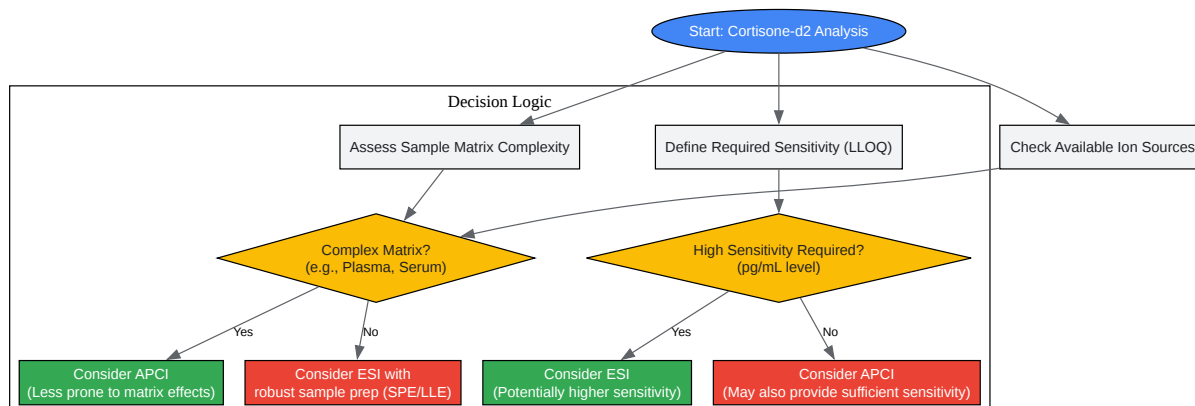 Start: Cortisone-d2 Analysis
Decision Logic
Assess Sample Matrix Complexity
Define Required Sensitivity (LLOQ)
Check Available Ion Sources
Complex Matrix?
(e.g., Plasma, Serum)
High Sensitivity Required?
(pg/mL level)
Yes
No
Yes
No
Consider APCI
(Less prone to matrix effects)
Consider ESI with
robust sample prep (SPE/LLE)
Consider ESI
(Potentially higher sensitivity)
Consider APCI
(May also provide sufficient sensitivity)